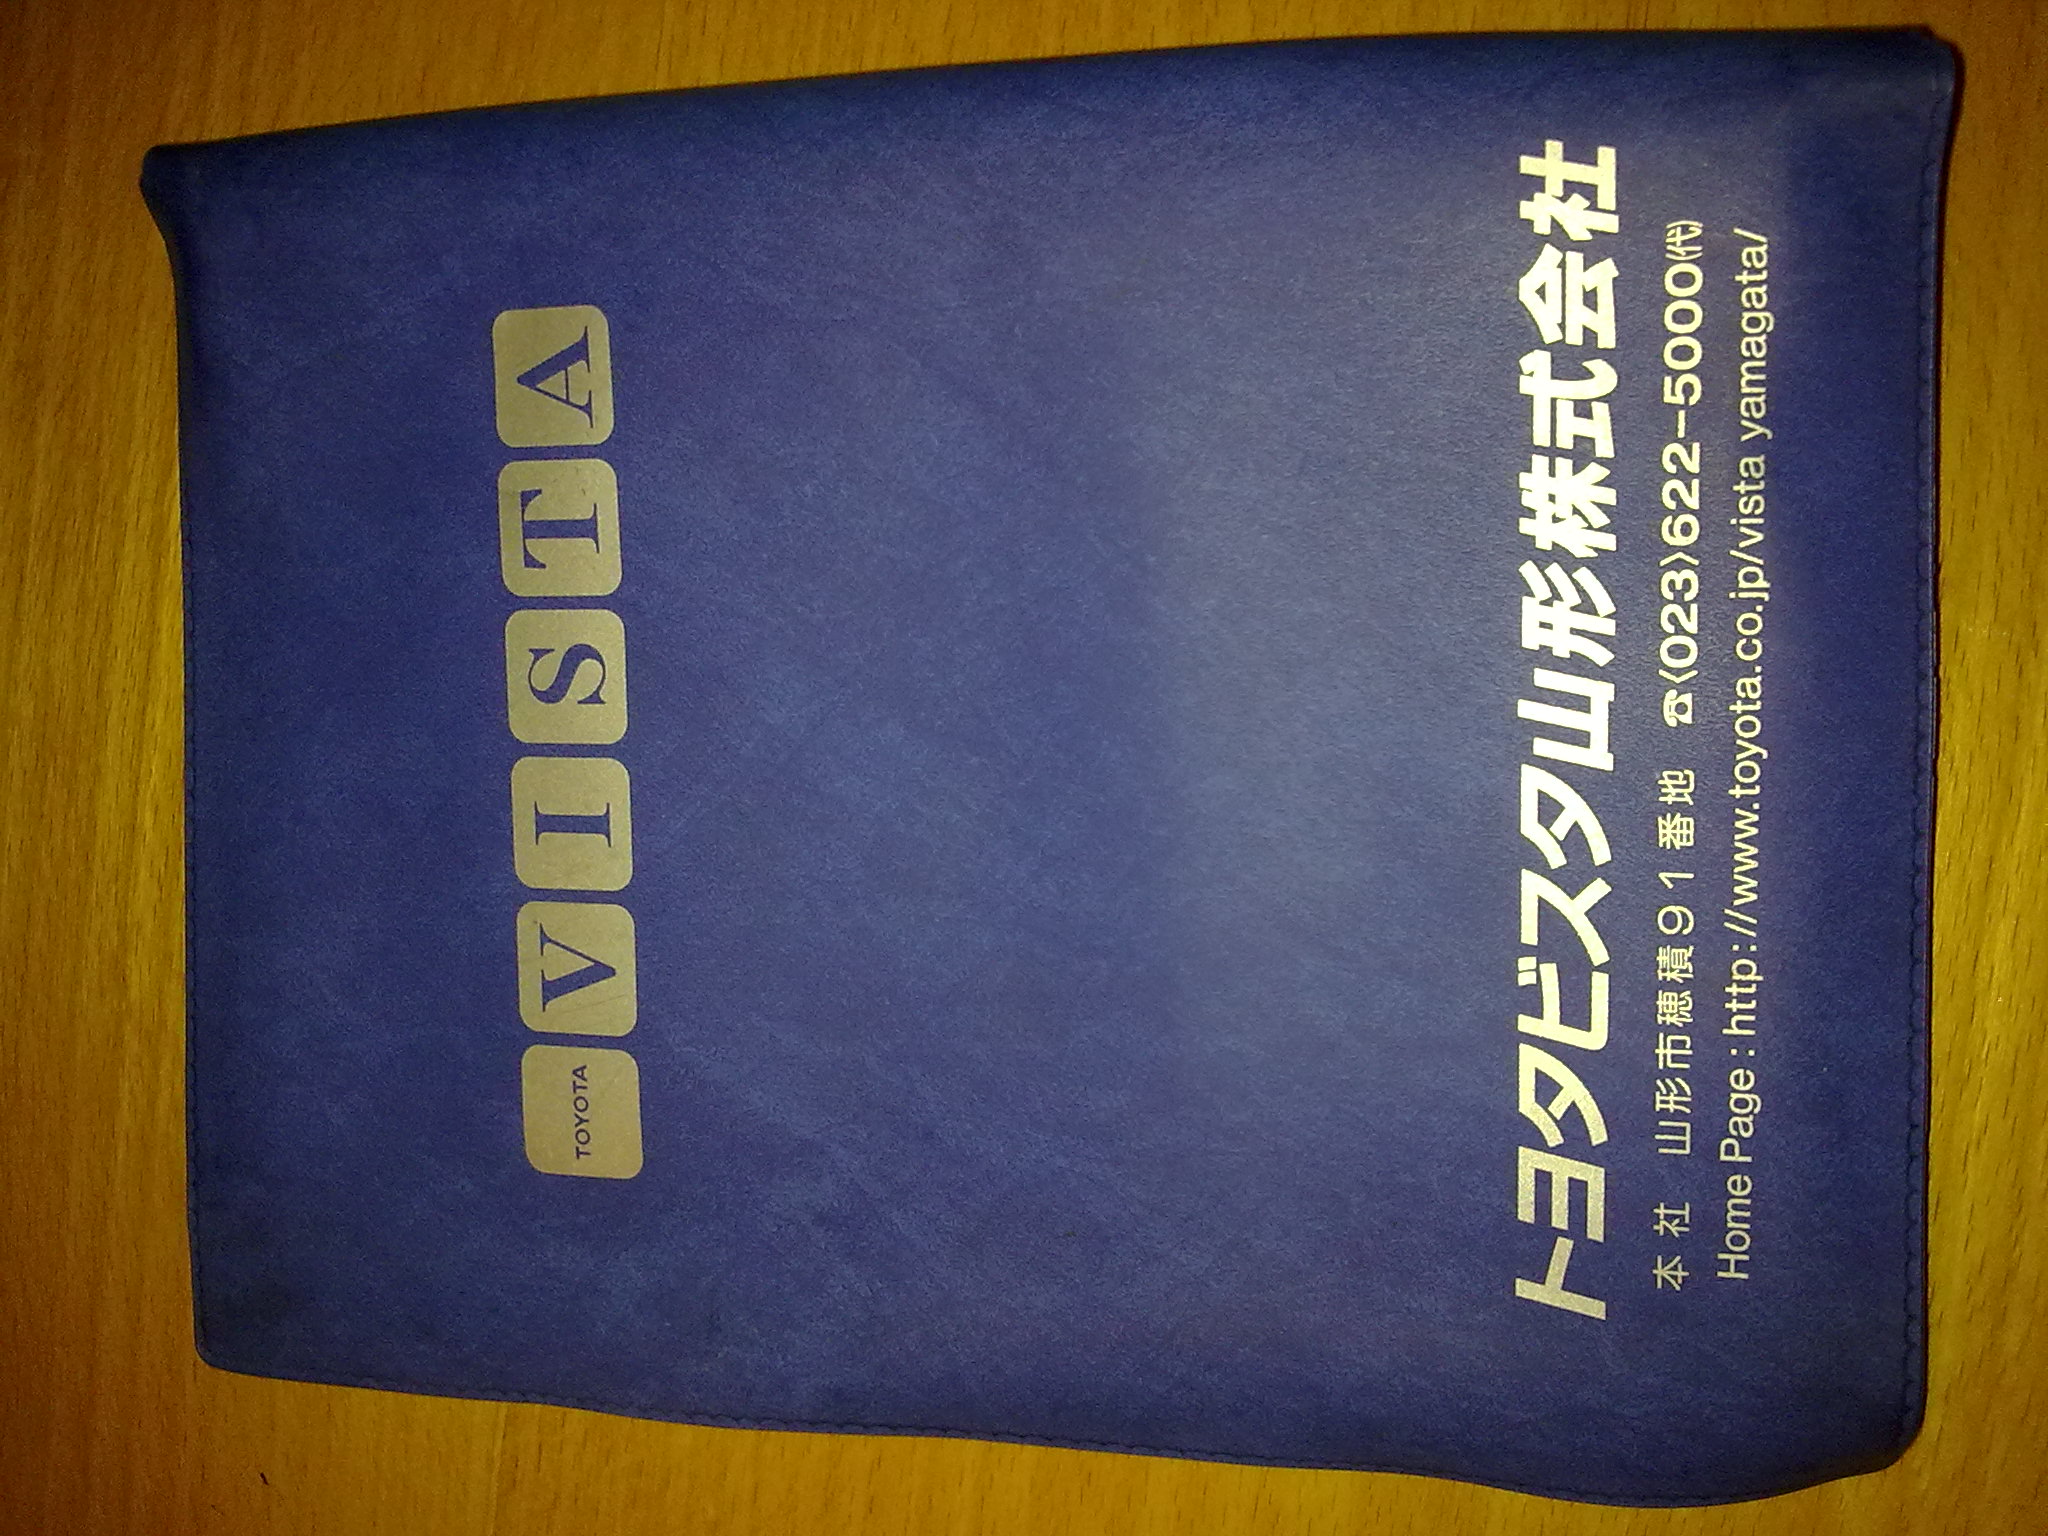 TOYOTA VISTA
トヨタビスタ山形株式会社
本社 山形市穂積91番地 ☎〈023〉622-5000㈹
Home Page : http://www.toyota.co.jp/vista yamagata/